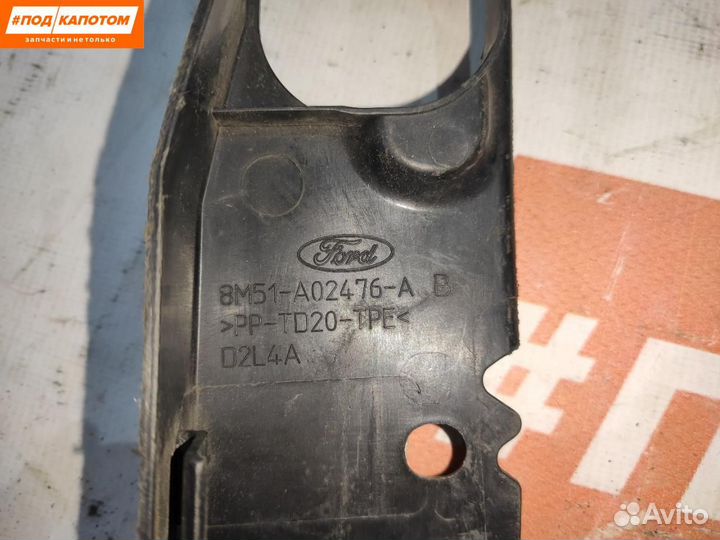 #ПОД КАПОТОМ
запчасти и не только
Ford
8M51-A02476-A B
>PP-TD20-TPE<
D2L4A
#П
Avito